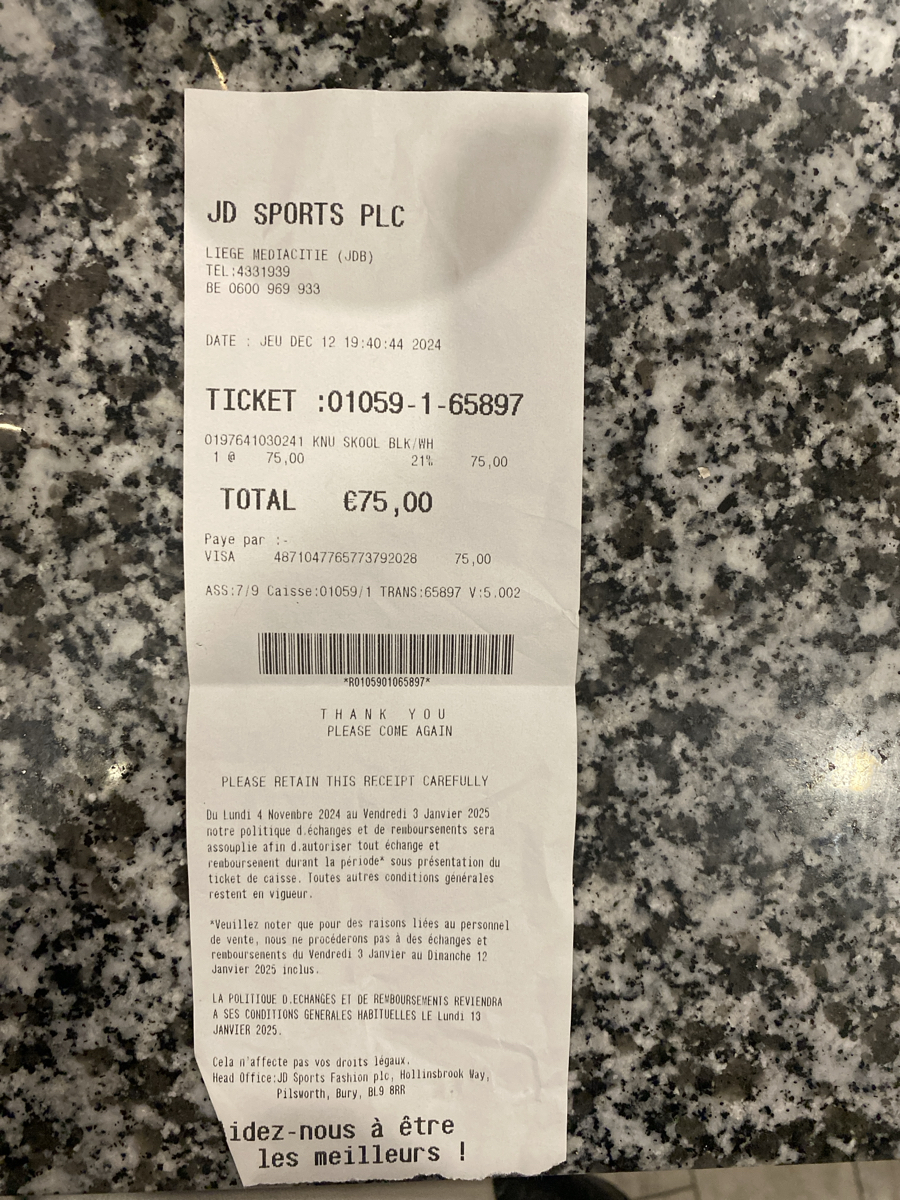 JD SPORTS PLC
LIEGE MEDIACITIE (JDB)
TEL:4331939
BE 0600 969 933
DATE : JEU DEC 12 19:40:44 2024
TICKET :01059-1-65897
0197641030241 KNU SKOOL BLK/WH
1 @ 75,00 21% 75,00
TOTAL €75,00
Paye par :-
VISA 4871047765773792028 75,00
ASS:7/9 Caisse:01059/1 TRANS:65897 V:5.002
*R0105901065897*
THANK YOU
PLEASE COME AGAIN
PLEASE RETAIN THIS RECEIPT CAREFULLY
Du Lundi 4 Novembre 2024 au Vendredi 3 Janvier 2025
notre politique d.échanges et de remboursements sera
assouplie afin d.autoriser tout échange et
remboursement durant la période* sous présentation du
ticket de caisse. Toutes autres conditions générales
restent en vigueur.
*Veuillez noter que pour des raisons liées au personnel
de vente, nous ne procéderons pas à des échanges et
remboursements du Vendredi 3 Janvier au Dimanche 12
Janvier 2025 inclus.
LA POLITIQUE D.ECHANGES ET DE REMBOURSEMENTS REVIENDRA
A SES CONDITIONS GENERALES HABITUELLES LE Lundi 13
JANVIER 2025.
Cela n'affecte pas vos droits légaux.
Head Office:JD Sports Fashion plc, Hollinsbrook Way,
Pilsworth, Bury, BL9 8RR
idez-nous à être
les meilleurs !